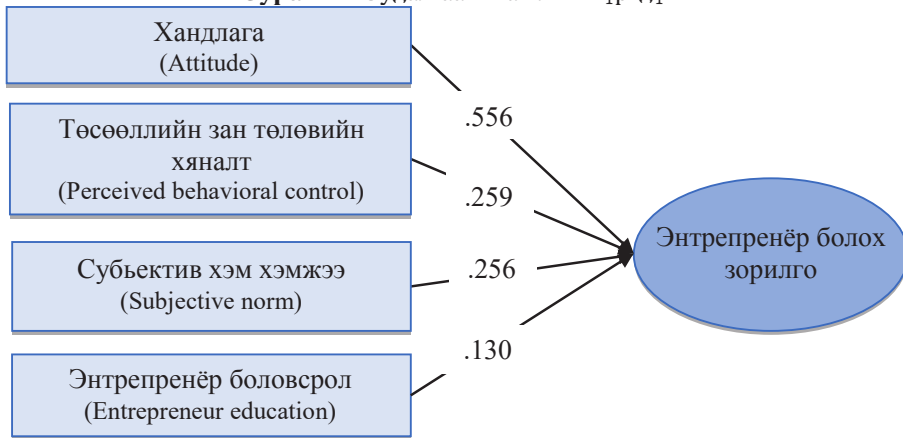 Хандлага
(Attitude)
Төсөөллийн зан төлөвийн
хяналт
(Perceived behavioral control)
Субьектив хэм хэмжээ
(Subjective norm)
Энтрепренёр боловсрол
(Entrepreneur education)
.556
.259
.256
.130
Энтрепренёр болох
зорилго